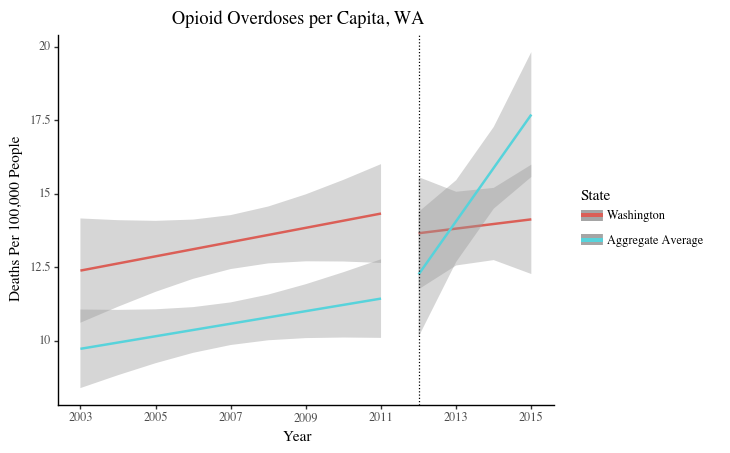 Opioid Overdoses per Capita, WA
Deaths Per 100,000 People
20
17.5
15
12.5
10
2003
2005
2007
2009
2011
2013
2015
Year
State
Washington
Aggregate Average